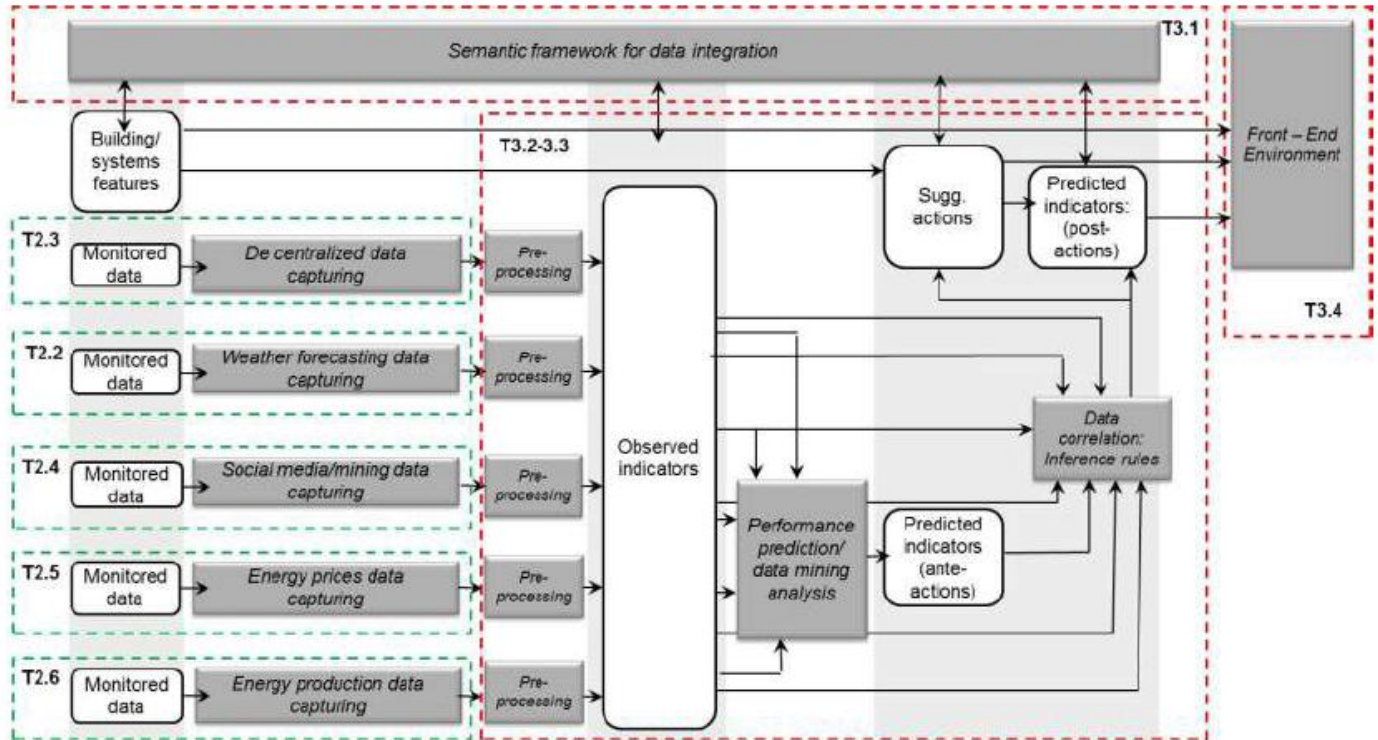 Semantic framework for data integration
T3.1
Building/
systems
features
T3.2-3.3
Sugg.
actions
Predicted
indicators:
(post-
actions)
Front – End
Environment
T3.4
T2.3
Monitored
data
De centralized data
capturing
Pre-
processing
T2.2
Monitored
data
Weather forecasting data
capturing
Pre-
processing
T2.4
Monitored
data
Social media/mining data
capturing
Pre-
processing
T2.5
Monitored
data
Energy prices data
capturing
Pre-
processing
T2.6
Monitored
data
Energy production data
capturing
Pre-
processing
Observed
indicators
Performance
prediction/
data mining
analysis
Predicted
indicators
(ante-
actions)
Data
correlation:
Inference rules